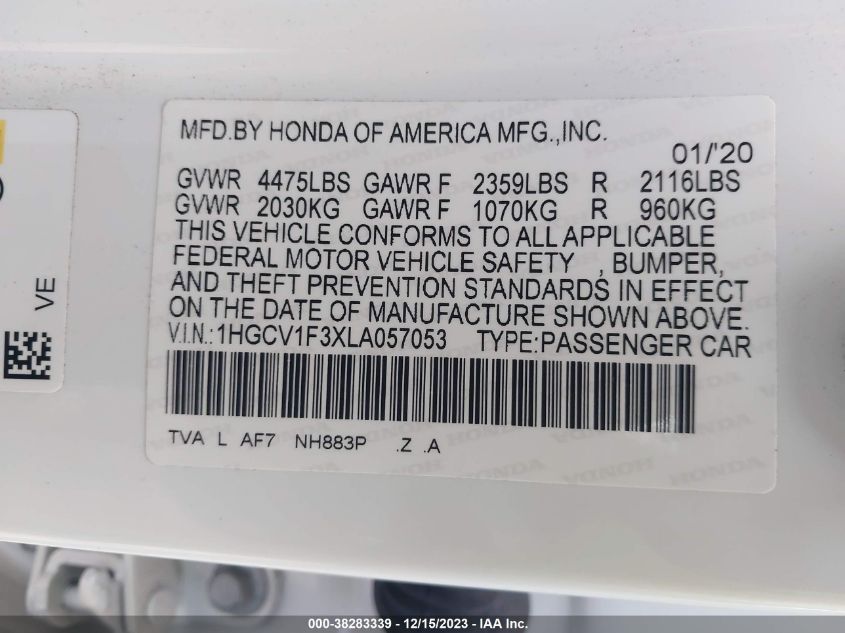 MFD.BY HONDA OF AMERICA MFG.,INC.
01/'20
GVWR 4475LBS GAWR F 2359LBS R 2116LBS
GVWR 2030KG GAWR F 1070KG R 960KG
THIS VEHICLE CONFORMS TO ALL APPLICABLE
FEDERAL MOTOR VEHICLE SAFETY , BUMPER,
AND THEFT PREVENTION STANDARDS IN EFFECT
ON THE DATE OF MANUFACTURE SHOWN ABOVE.
V.I.N.:1HGCV1F3XLA057053 TYPE:PASSENGER CAR
TVA L AF7 NH883P .Z .A
VE
000-38283339 - 12/15/2023 - IAA Inc.